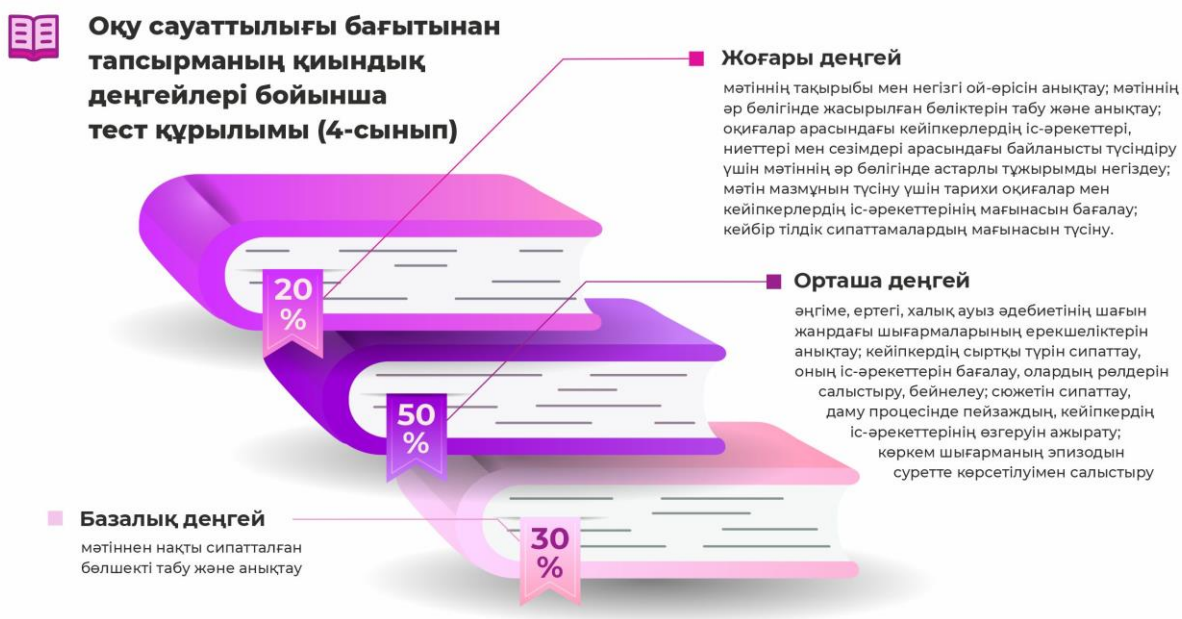 Оқу сауаттылығы бағытынан
тапсырманың қиындық
деңгейлері бойынша
тест құрылымы (4-сынып)
Жоғары деңгей
мәтіннің тақырыбы мен негізгі ой-өрісін анықтау; мәтіннің
әр бөлігінде жасырылған бөліктерін табу және анықтау;
оқиғалар арасындағы кейіпкерлердің іс-әрекеттері,
ниеттері мен сезімдері арасындағы байланысты түсіндіру
үшін мәтіннің әр бөлігінде астарлы тұжырымды негіздеу;
мәтін мазмұнын түсіну үшін тарихи оқиғалар мен
кейіпкерлердің іс-әрекеттерінің мағынасын бағалау;
кейбір тілдік сипаттамалардың мағынасын түсіну.
20
%
Орташа деңгей
әңгіме, ертегі, халық ауыз әдебиетінің шағын
жанрдағы шығармаларының ерекшеліктерін
анықтау; кейіпкердің сыртқы түрін сипаттау,
оның іс-әрекеттерін бағалау, олардың рөлдерін
салыстыру, бейнелеу; сюжетін сипаттау,
даму процесінде пейзаждың, кейіпкердің
іс-әрекеттерінің өзгеруін ажырату;
көркем шығарманың эпизодын
суретте көрсетілуімен салыстыру
50
%
Базалық деңгей
мәтіннен нақты сипатталған
бөлшекті табу және анықтау
30
%